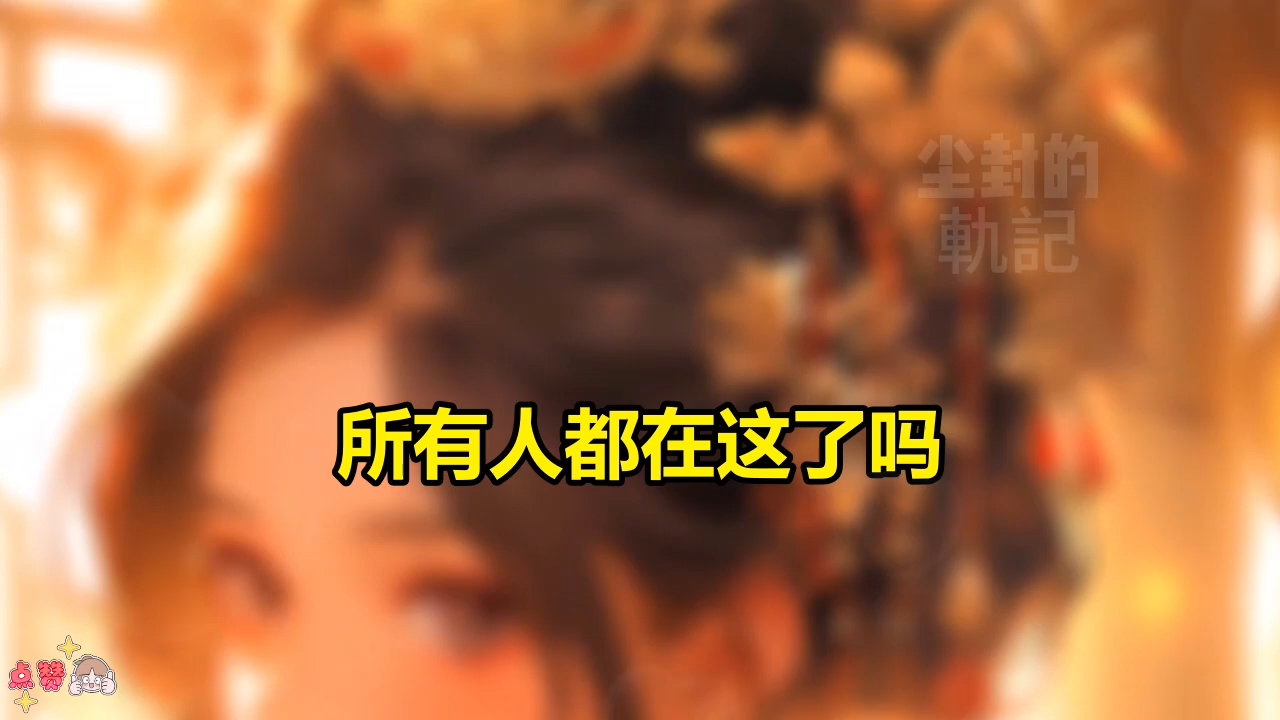 尘封的
軌記
所有人都在这了吗
点赞